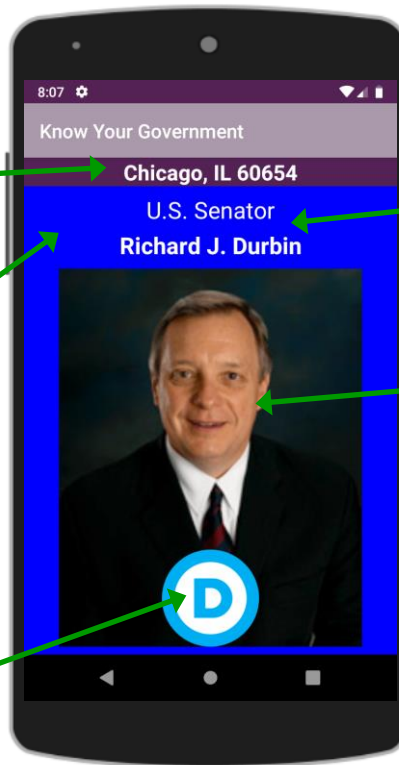 8:07
Know Your Government
Chicago, IL 60654
U.S. Senator
Richard J. Durbin
D